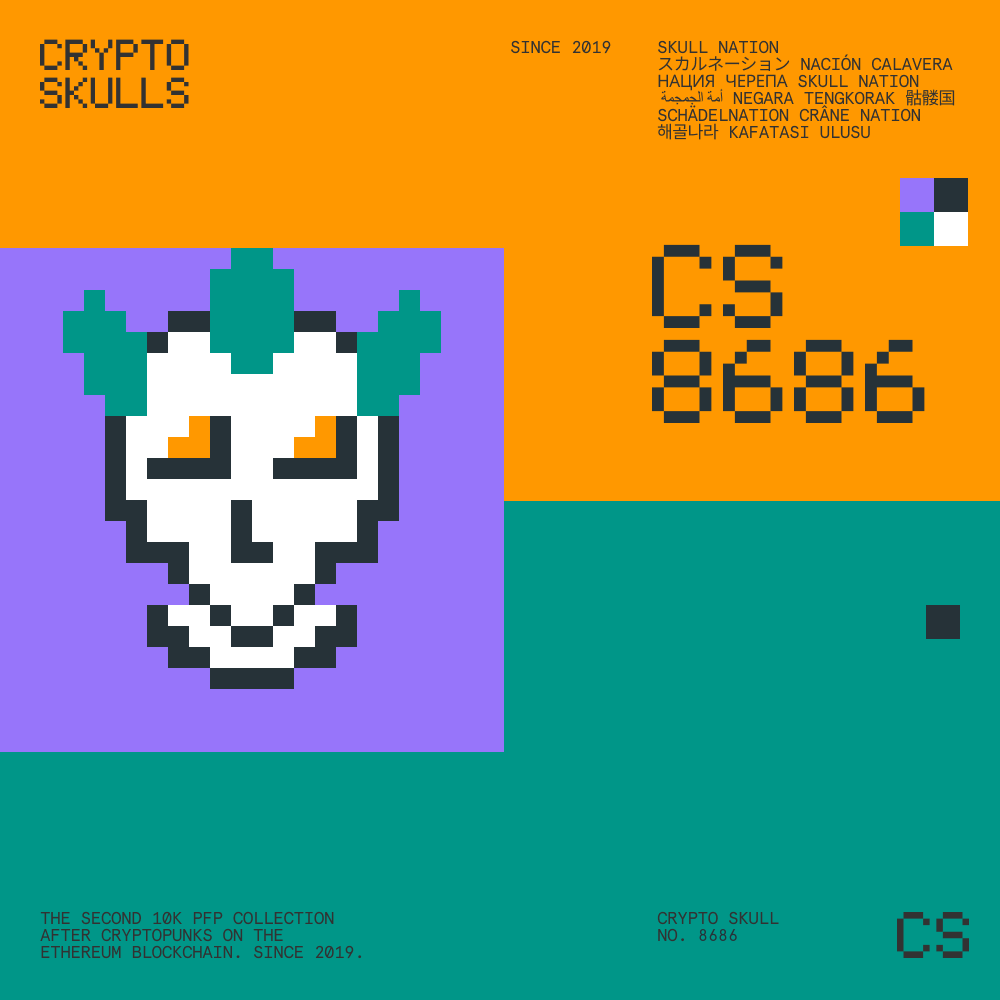 CRYPTO
SKULLS
SINCE 2019
SKULL NATION
スカルネーション NACIÓN CALAVERA
НАЦИЯ ЧЕРЕПА SKULL NATION
أمة الجمجمة NEGARA TENGKORAK 骷髅国
SCHÄDELNATION CRÂNE NATION
해골나라 KAFATASI ULUSU
CS
8686
THE SECOND 10K PFP COLLECTION
AFTER CRYPTOPUNKS ON THE
ETHEREUM BLOCKCHAIN. SINCE 2019.
CRYPTO SKULL
NO. 8686
CS